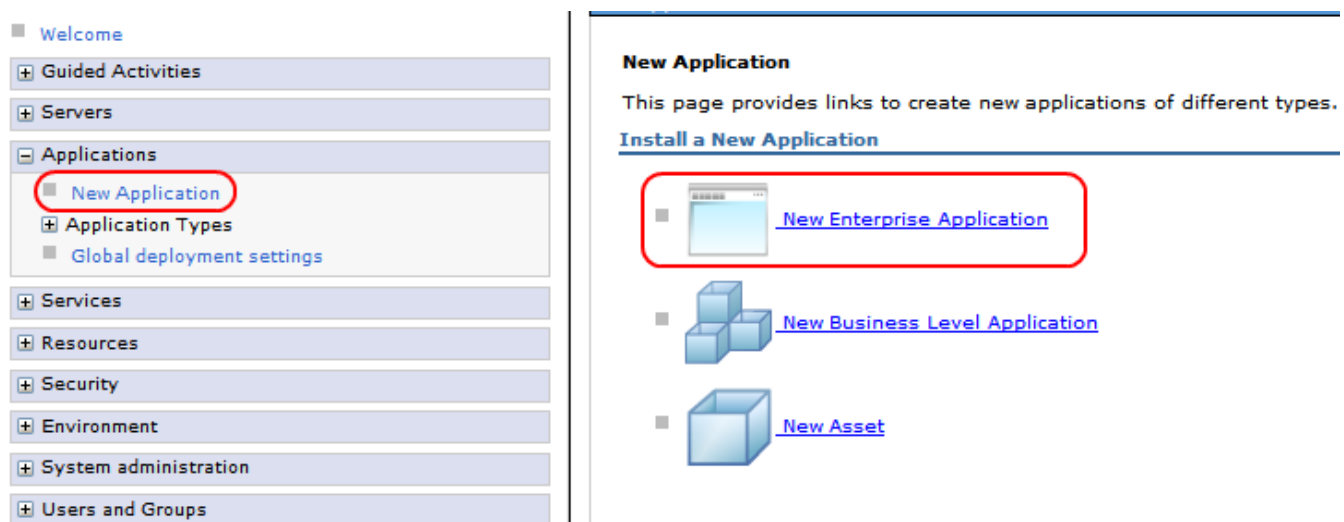 Welcome
Guided Activities
Servers
Applications
New Application
Application Types
Global deployment settings
Services
Resources
Security
Environment
System administration
Users and Groups
New Application
This page provides links to create new applications of different types.
Install a New Application
New Enterprise Application
New Business Level Application
New Asset